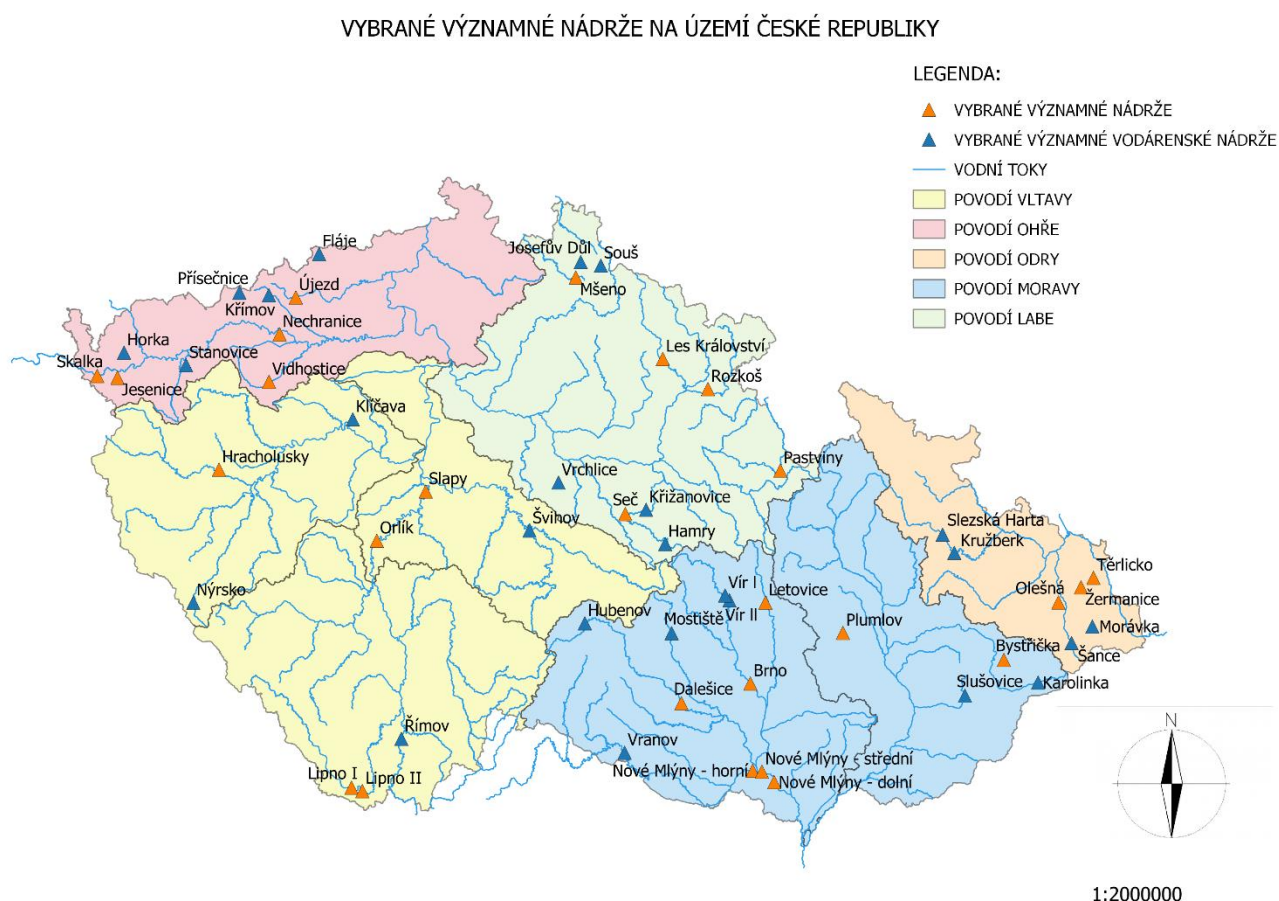 VYBRANÉ VÝZNAMNÉ NÁDRŽE NA ÚZEMÍ ČESKÉ REPUBLIKY
LEGENDA:
VYBRANÉ VÝZNAMNÉ NÁDRŽE
VYBRANÉ VÝZNAMNÉ VODÁRENSKÉ NÁDRŽE
VODNÍ TOKY
POVODÍ VLTAVY
POVODÍ OHŘE
POVODÍ ODRY
POVODÍ MORAVY
POVODÍ LABE
Fláje
Josefův Důl
Souš
Přísečnice
Újezd
Mšeno
Křímov
Nechranice
Horka
Stanovice
Les Království
Skalka
Jesenice
Vidhostice
Rozkoš
Klíčava
Hracholusky
Slapy
Vrchlice
Pastviny
Seč
Křižanovice
Švihov
Orlík
Hamry
Slezská Harta
Kružberk
Těrlicko
Nýrsko
Vír I
Letovice
Olešná
Žermanice
Hubenov
Mostiště
Vír II
Plumlov
Morávka
Bystřička
Šance
Brno
Slušovice
Karolinka
Dalešice
Římov
Vranov
Nové Mlýny - střední
Nové Mlýny - horní
Lipno I
Lipno II
Nové Mlýny - dolní
N
1:2000000